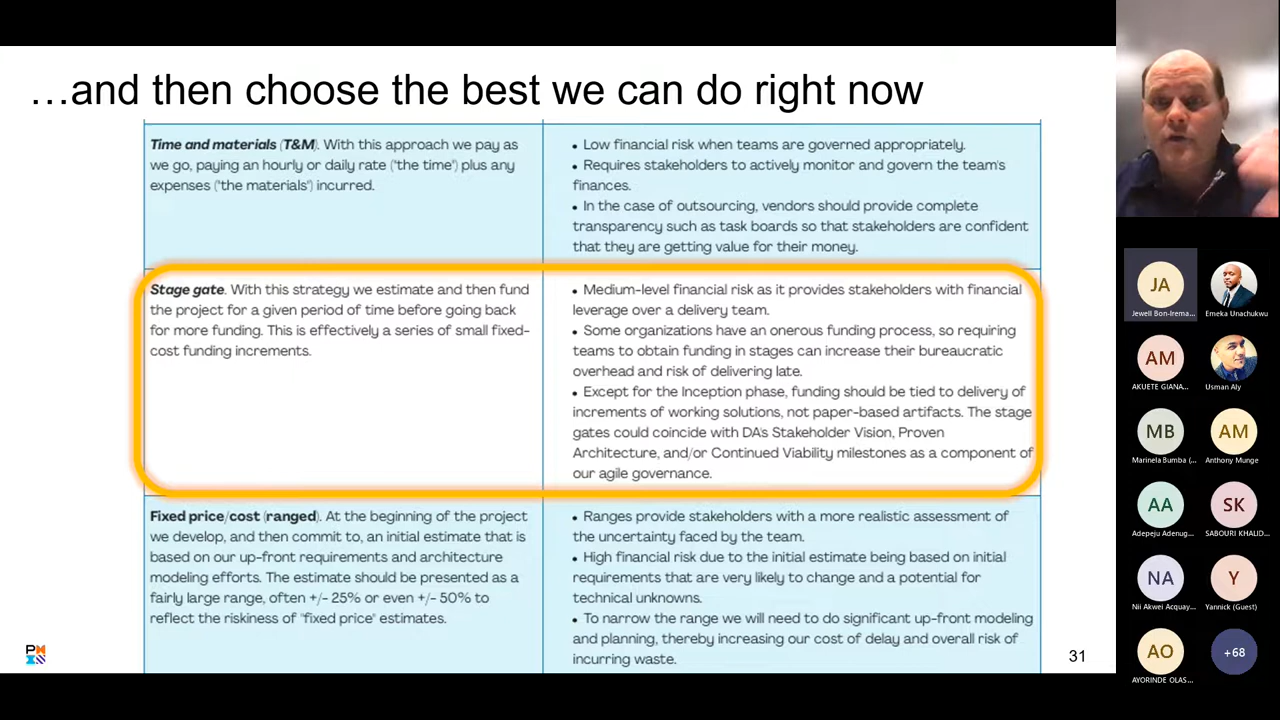 …and then choose the best we can do right now
Time and materials (T&M). With this approach we pay as
we go, paying an hourly or daily rate ("the time") plus any
expenses ("the materials") incurred.
• Low financial risk when teams are governed appropriately.
• Requires stakeholders to actively monitor and govern the team's
finances.
• In the case of outsourcing, vendors should provide complete
transparency such as task boards so that stakeholders are confident
that they are getting value for their money.
Stage gate. With this strategy we estimate and then fund
the project for a given period of time before going back
for more funding. This is effectively a series of small fixed-
cost funding increments.
• Medium-level financial risk as it provides stakeholders with financial
leverage over a delivery team.
• Some organizations have an onerous funding process, so requiring
teams to obtain funding in stages can increase their bureaucratic
overhead and risk of delivering late.
• Except for the Inception phase, funding should be tied to delivery of
increments of working solutions, not paper-based artifacts. The stage
gates could coincide with DA's Stakeholder Vision, Proven
Architecture, and/or Continued Viability milestones as a component of
our agile governance.
Fixed price/cost (ranged). At the beginning of the project
we develop, and then commit to, an initial estimate that is
based on our up-front requirements and architecture
modeling efforts. The estimate should be presented as a
fairly large range, often +/- 25% or even +/- 50% to
reflect the riskiness of "fixed price" estimates.
• Ranges provide stakeholders with a more realistic assessment of
the uncertainty faced by the team.
• High financial risk due to the initial estimate being based on initial
requirements that are very likely to change and a potential for
technical unknowns.
• To narrow the range we will need to do significant up-front modeling
and planning, thereby increasing our cost of delay and overall risk of
incurring waste.
31
JA
Jewell Bon-Irema...
Emeka Unachukwu
AM
AKUETE GIANA...
Usman Aly
MB
Marinela Bumba (...
AM
Anthony Munge
AA
Adepeju Adenug...
SK
SABOURI KHALID...
NA
Nii Akwei Acquay...
Y
Yannick (Guest)
AO
AYORINDE OLAS...
+68